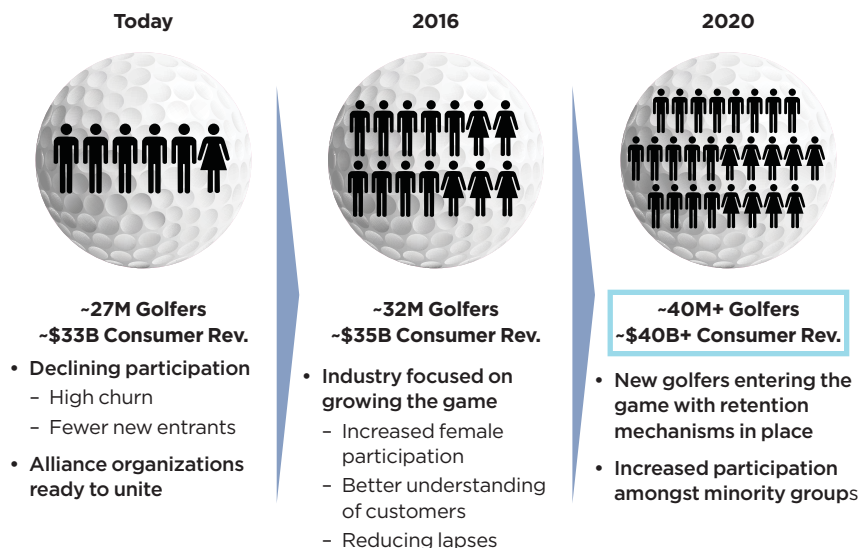 Today
~27M Golfers
~$33B Consumer Rev.
• Declining participation
– High churn
– Fewer new entrants
• Alliance organizations
ready to unite
2016
~32M Golfers
~$35B Consumer Rev.
• Industry focused on
growing the game
– Increased female
participation
– Better understanding
of customers
– Reducing lapses
2020
~40M+ Golfers
~$40B+ Consumer Rev.
• New golfers entering the
game with retention
mechanisms in place
• Increased participation
amongst minority groups